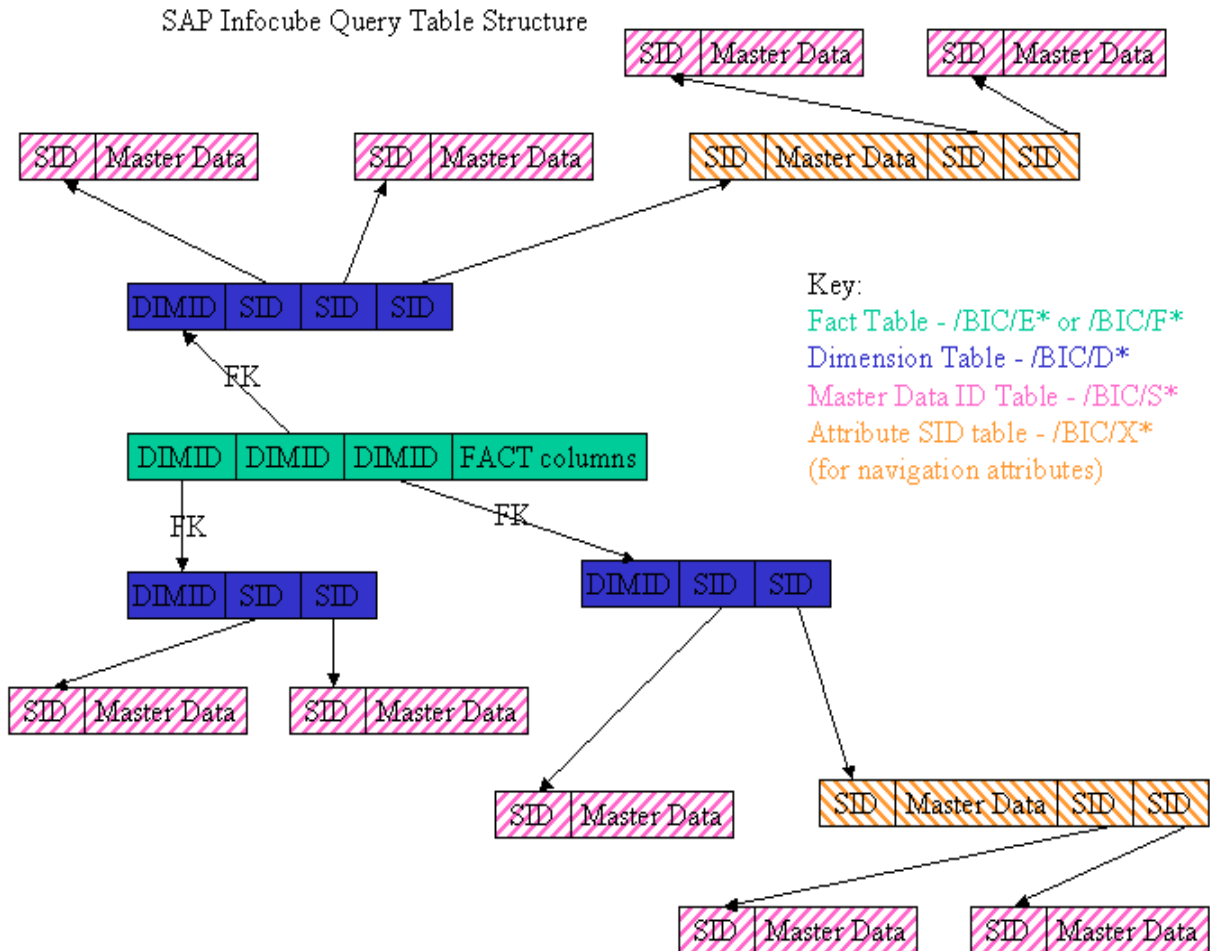 SAP Infocube Query Table Structure
SID Master Data
SID Master Data
SID Master Data
SID Master Data
SID Master Data SID SID
DIMID SID SID SID
Key:
Fact Table - /BIC/E* or /BIC/F*
Dimension Table - /BIC/D*
Master Data ID Table - /BIC/S*
Attribute SID table - /BIC/X*
(for navigation attributes)
FK
DIMID DIMID DIMID FACT columns
FK
FK
DIMID SID SID
DIMID SID SID
SID Master Data
SID Master Data
SID Master Data
SID Master Data SID SID
SID Master Data
SID Master Data